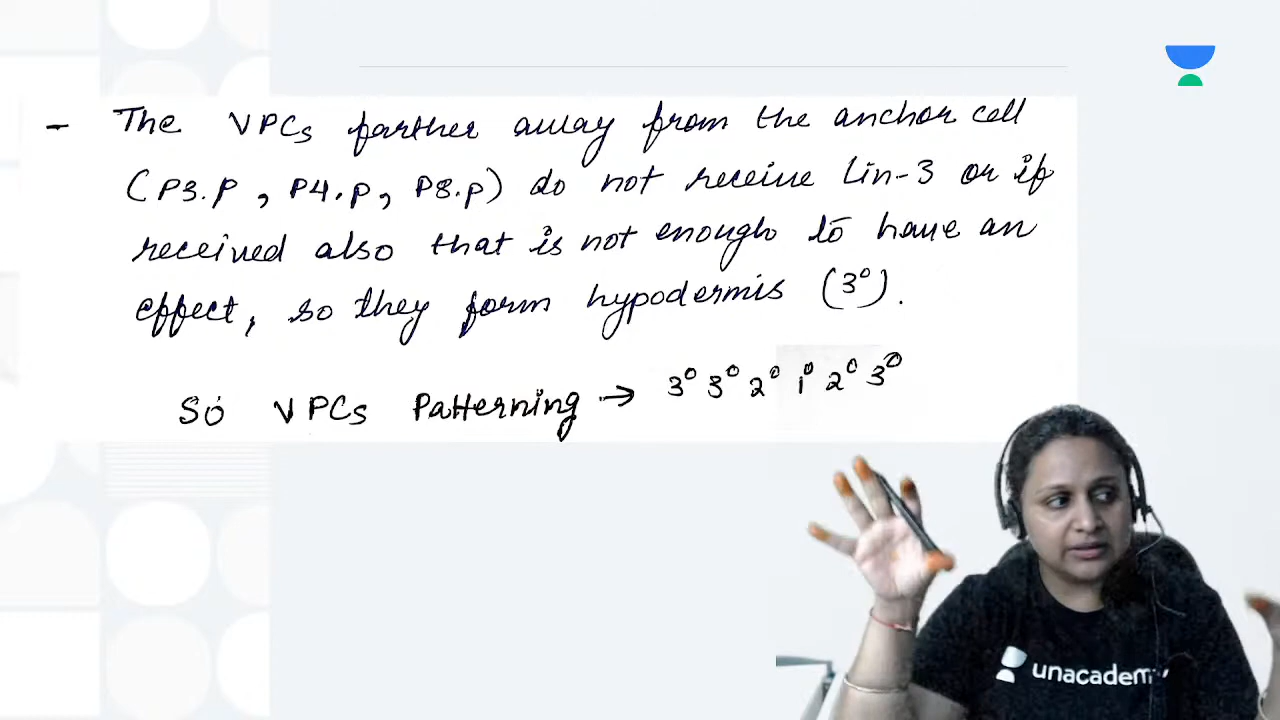 - The VPCs farther away from the anchor cell
(P3.p, P4.p, P8.p) do not receive Lin-3 or if
received also that is not enough to have an
effect, so they form hypodermis (3°).
So VPCs Patterning → 3° 3° 2° 1° 2° 3°
unacademy